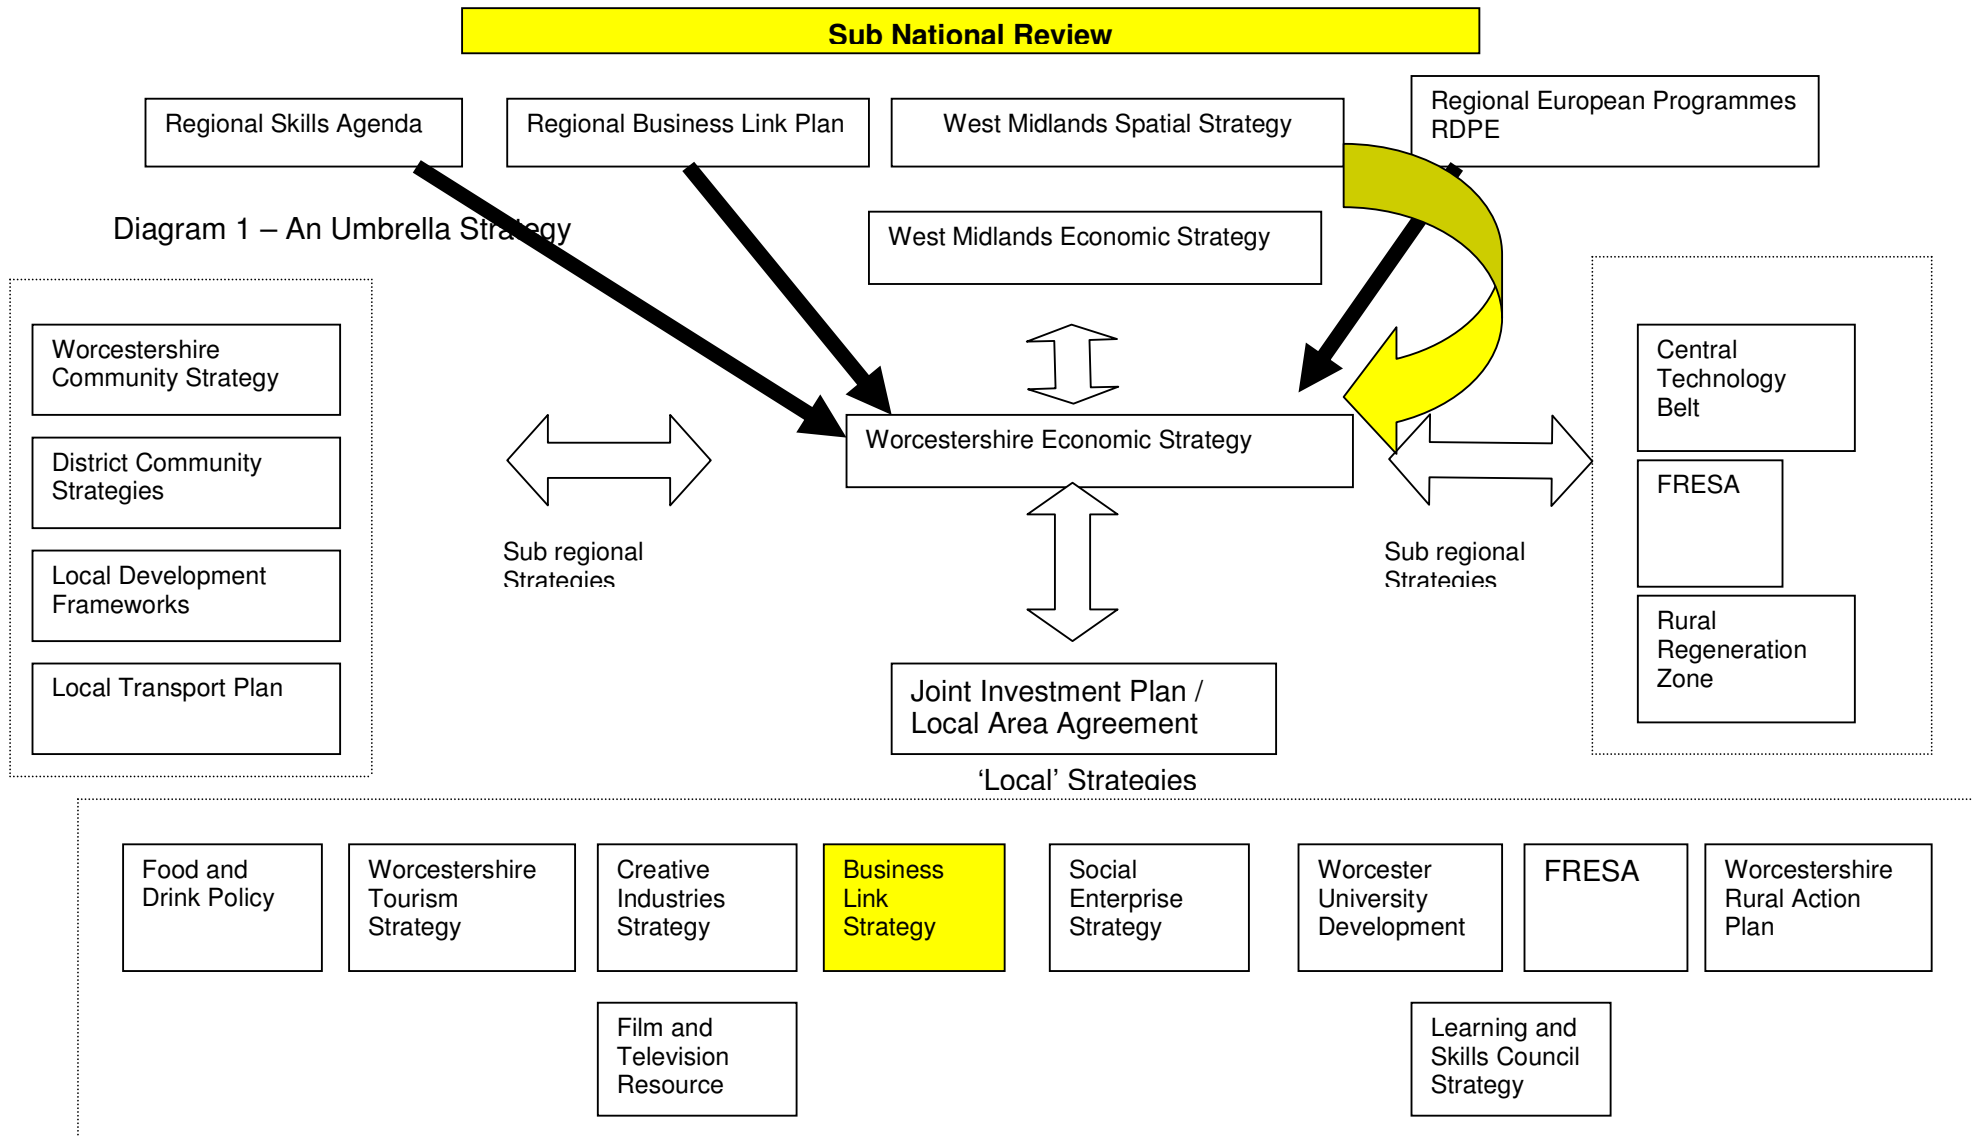 Sub National Review
Regional Skills Agenda
Regional Business Link Plan
West Midlands Spatial Strategy
Regional European Programmes
RDPE
Diagram 1 – An Umbrella Strategy
West Midlands Economic Strategy
Worcestershire
Community Strategy
District Community
Strategies
Local Development
Frameworks
Local Transport Plan
Sub regional
Strategies
Worcestershire Economic Strategy
Sub regional
Strategies
Central
Technology
Belt
FRESA
Rural
Regeneration
Zone
Joint Investment Plan /
Local Area Agreement
‘Local’ Strategies
Food and
Drink Policy
Worcestershire
Tourism
Strategy
Creative
Industries
Strategy
Business
Link
Strategy
Social
Enterprise
Strategy
Worcester
University
Development
FRESA
Worcestershire
Rural Action
Plan
Film and
Television
Resource
Learning and
Skills Council
Strategy